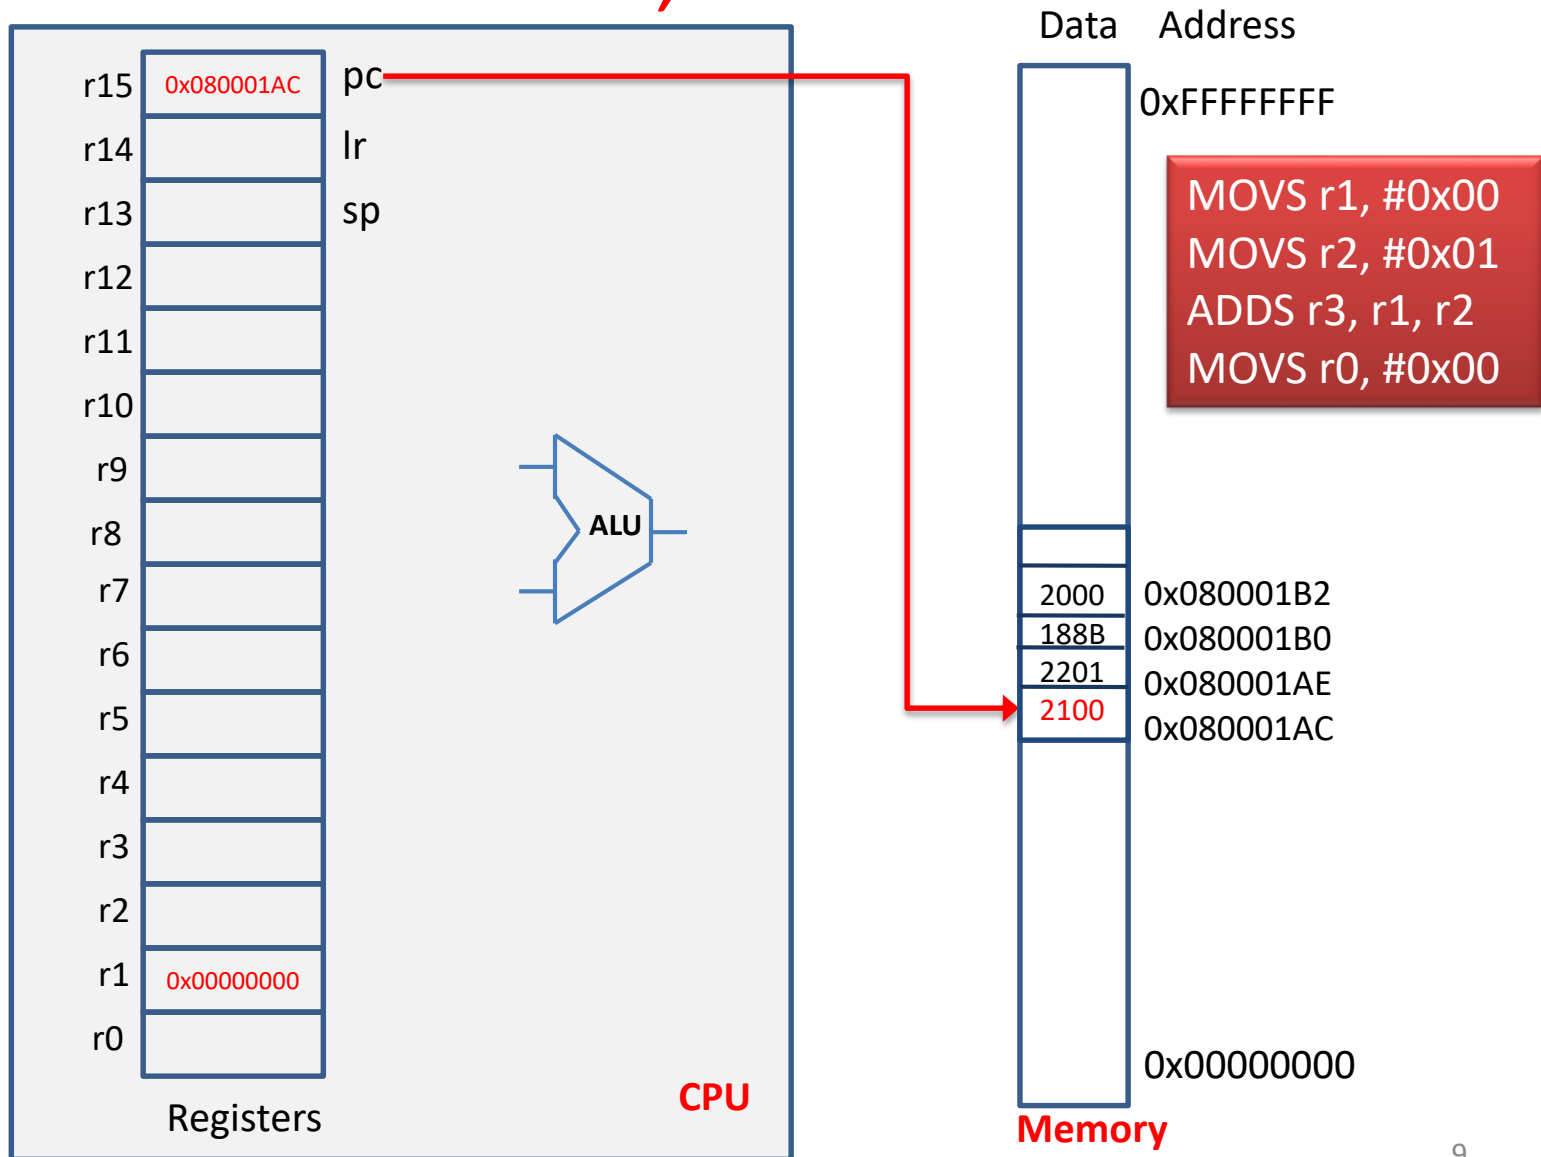 Data Address
r15 0x080001AC pc
0xFFFFFFFF
r14 lr
r13 sp
r12
r11
r10
r9
r8
r7
r6
r5
r4
r3
r2
r1 0x00000000
r0
Registers
CPU
ALU
MOVS r1, #0x00
MOVS r2, #0x01
ADDS r3, r1, r2
MOVS r0, #0x00
2000 0x080001B2
188B 0x080001B0
2201 0x080001AE
2100 0x080001AC
0x00000000
Memory
9